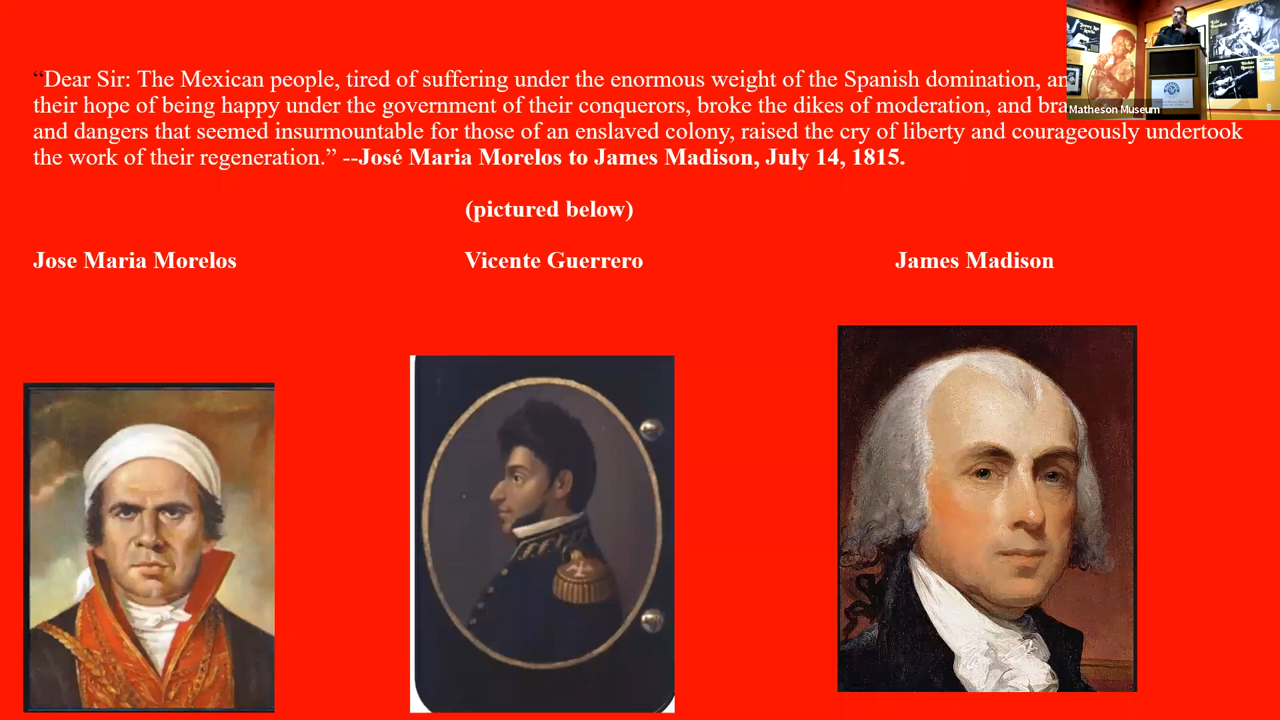 “Dear Sir: The Mexican people, tired of suffering under the enormous weight of the Spanish domination,
their hope of being happy under the government of their conquerors, broke the dikes of moderation, and
and dangers that seemed insurmountable for those of an enslaved colony, raised the cry of liberty and courageously undertook
the work of their regeneration.” --José Maria Morelos to James Madison, July 14, 1815.
Matheson Museum
(pictured below)
Jose Maria Morelos Vicente Guerrero James Madison